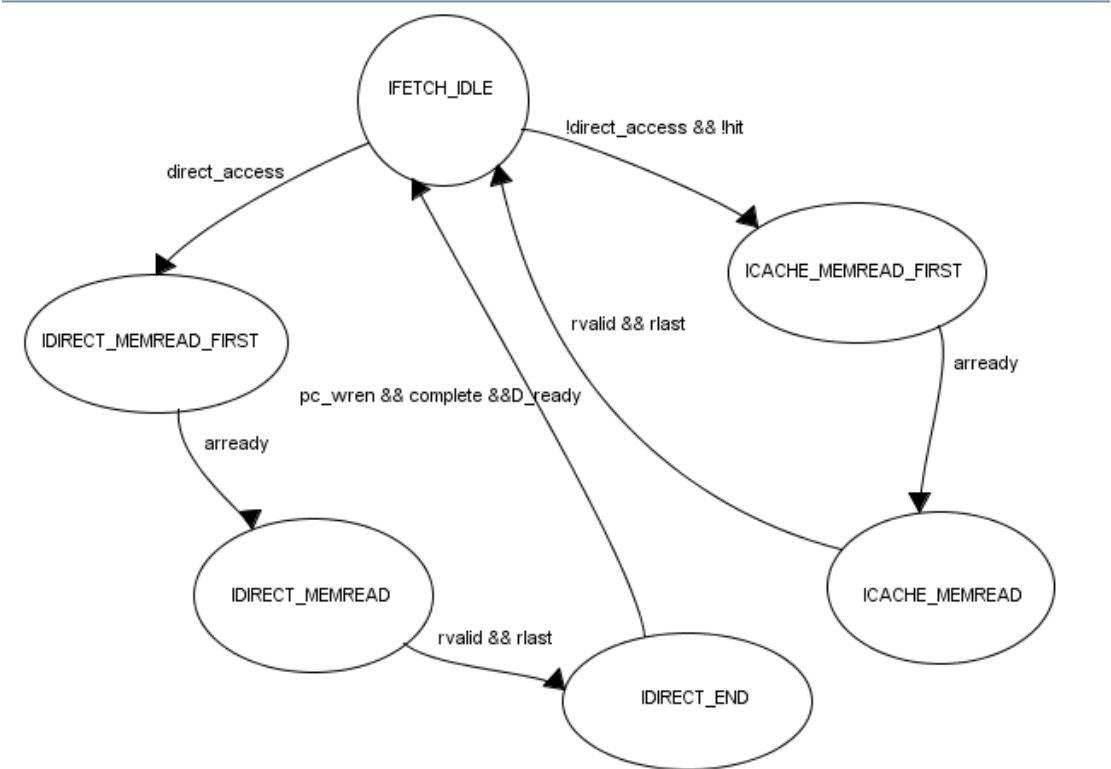 IFETCH_IDLE
!direct_access && !hit
direct_access
ICACHE_MEMREAD_FIRST
rvalid && rlast
IDIRECT_MEMREAD_FIRST
arready
pc_wren && complete &&D_ready
arready
IDIRECT_MEMREAD
ICACHE_MEMREAD
rvalid && rlast
IDIRECT_END